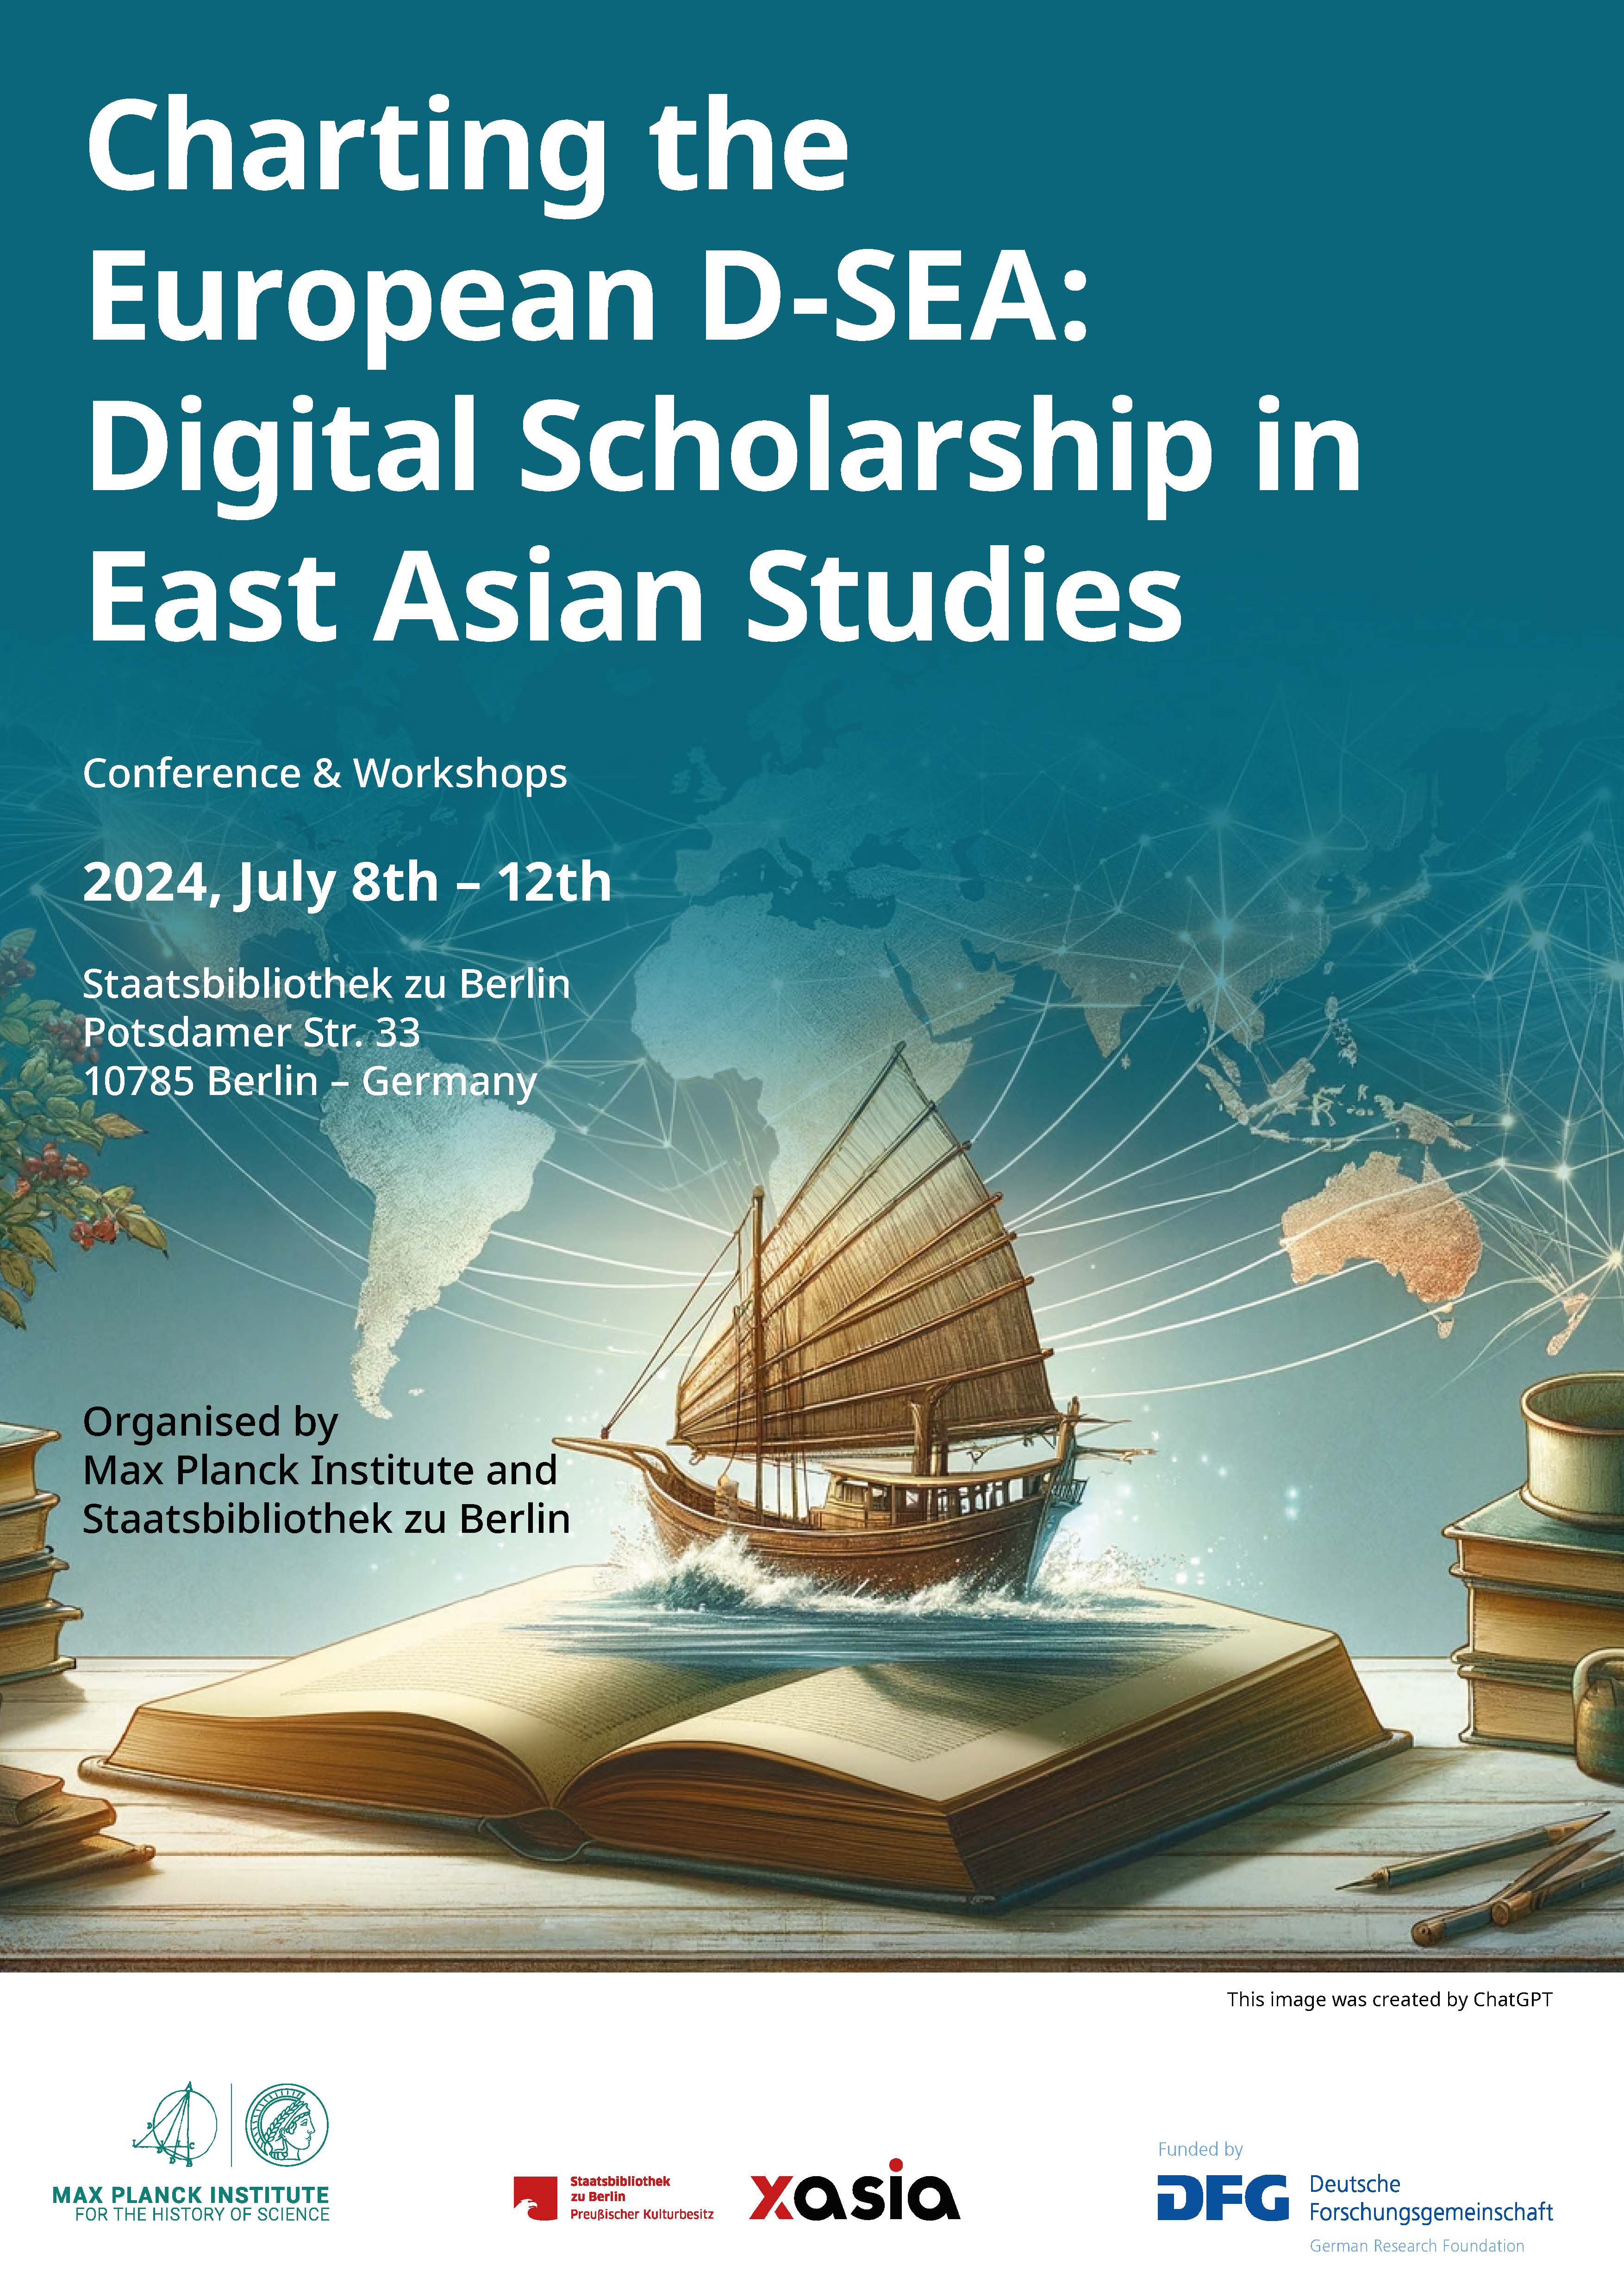 Charting the
European D-SEA:
Digital Scholarship in
East Asian Studies
Conference & Workshops
2024, July 8th – 12th
Staatsbibliothek zu Berlin
Potsdamer Str. 33
10785 Berlin – Germany
Organised by
Max Planck Institute and
Staatsbibliothek zu Berlin
This image was created by ChatGPT
MAX PLANCK INSTITUTE
FOR THE HISTORY OF SCIENCE
Staatsbibliothek
zu Berlin
Preußischer Kulturbesitz
xasia
Funded by
DFG
Deutsche
Forschungsgemeinschaft
German Research Foundation